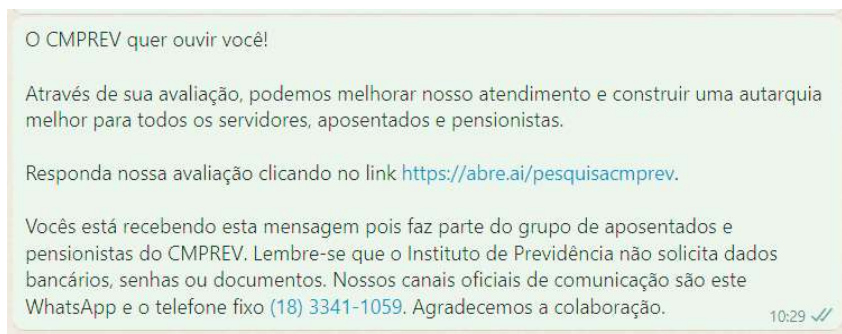 O CMPREV quer ouvir você!
Através de sua avaliação, podemos melhorar nosso atendimento e construir uma autarquia
melhor para todos os servidores, aposentados e pensionistas.
Responda nossa avaliação clicando no link https://abre.ai/pesquisacmprev.
Vocês está recebendo esta mensagem pois faz parte do grupo de aposentados e
pensionistas do CMPREV. Lembre-se que o Instituto de Previdência não solicita dados
bancários, senhas ou documentos. Nossos canais oficiais de comunicação são este
WhatsApp e o telefone fixo (18) 3341-1059. Agradecemos a colaboração.
10:29